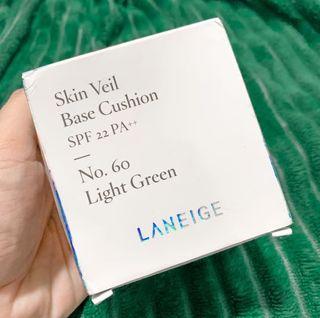 Skin Veil
Base Cushion
SPF 22 PA++
No. 60
Light Green
LANEIGE